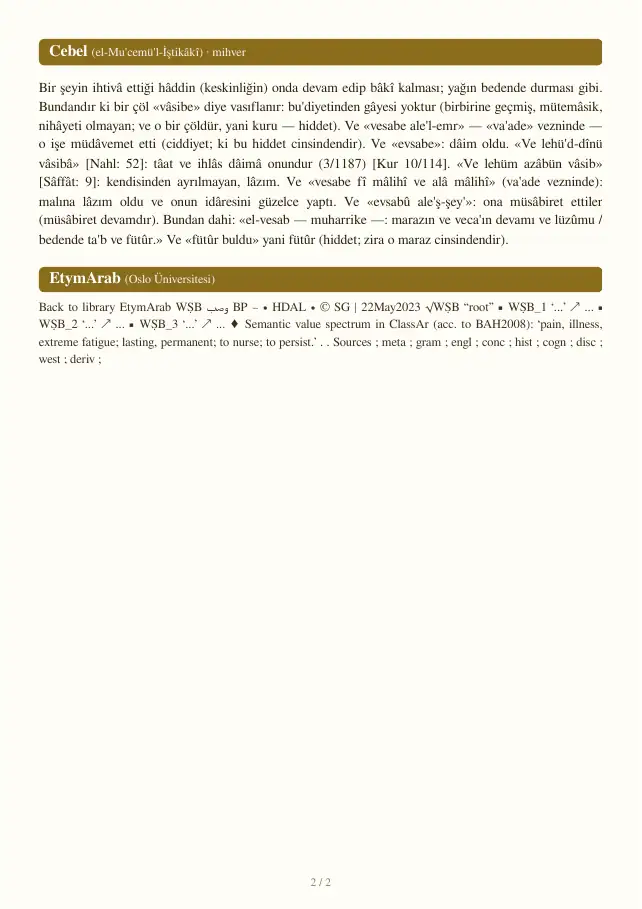 Cebel (el-Mu'cemü'l-İştikâkî) · mihver
Bir şeyin ihtivâ ettiği hâddin (keskinliğin) onda devam edip bâkî kalması; yağın bedende durması gibi.
Bundandır ki bir çöl «vâsibe» diye vasıflanır: bu'diyetinden gâyesi yoktur (birbirine geçmiş, mütemâsik,
nihâyeti olmayan; ve o bir çöldür, yani kuru — hiddet). Ve «vesabe ale'l-emr» — «va'ade» vezninde —
o işe müdâvemet etti (ciddiyet; ki bu hiddet cinsindendir). Ve «evsabe»: dâim oldu. «Ve lehü'd-dînü
vâsibâ» [Nahl: 52]: tâat ve ihlâs dâimâ onundur (3/1187) [Kur 10/114]. «Ve lehüm azâbün vâsib»
[Sâffât: 9]: kendisinden ayrılmayan, lâzım. Ve «vesabe fî mâlihî ve alâ mâlihî» (va'ade vezninde):
malına lâzım oldu ve onun idâresini güzelce yaptı. Ve «evsabû ale'ş-şey'»: ona müsâbiret ettiler
(müsâbiret devamdır). Bundan dahi: «el-vesab — muharrike —: marazın ve veca'ın devamı ve lüzûmu /
bedende ta'b ve fütûr.» Ve «fütûr buldu» yani fütûr (hiddet; zira o maraz cinsindendir).
EtymArab (Oslo Üniversitesi)
Back to library EtymArab WṢB وصب BP ~ • HDAL • © SG | 22May2023 √WṢB “root” ▪ WṢB_1 ‘...’ ↗ ... ▪
WṢB_2 ‘...’ ↗ ... ▪ WṢB_3 ‘...’ ↗ ... ♦ Semantic value spectrum in ClassAr (acc. to BAH2008): ‘pain, illness,
extreme fatigue; lasting, permanent; to nurse; to persist.’ . . Sources ; meta ; gram ; engl ; conc ; hist ; cogn ; disc ;
west ; deriv ;
2 / 2